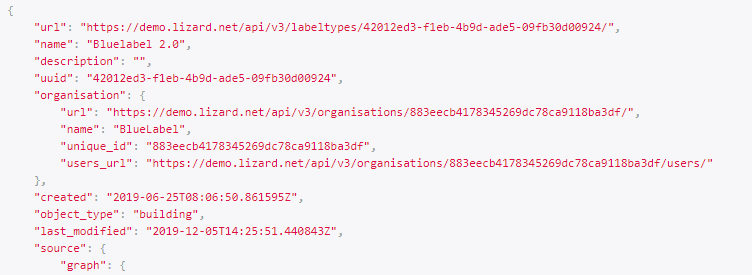 {
"url": "https://demo.lizard.net/api/v3/labeltypes/42012ed3-f1eb-4b9d-ade5-09fb30d00924/",
"name": "Bluelabel 2.0",
"description": "",
"uuid": "42012ed3-f1eb-4b9d-ade5-09fb30d00924",
"organisation": {
"url": "https://demo.lizard.net/api/v3/organisations/883eecb4178345269dc78ca9118ba3df/",
"name": "BlueLabel",
"unique_id": "883eecb4178345269dc78ca9118ba3df",
"users_url": "https://demo.lizard.net/api/v3/organisations/883eecb4178345269dc78ca9118ba3df/users/"
},
"created": "2019-06-25T08:06:50.861595Z",
"object_type": "building",
"last_modified": "2019-12-05T14:25:51.440843Z",
"source": {
"graph": {